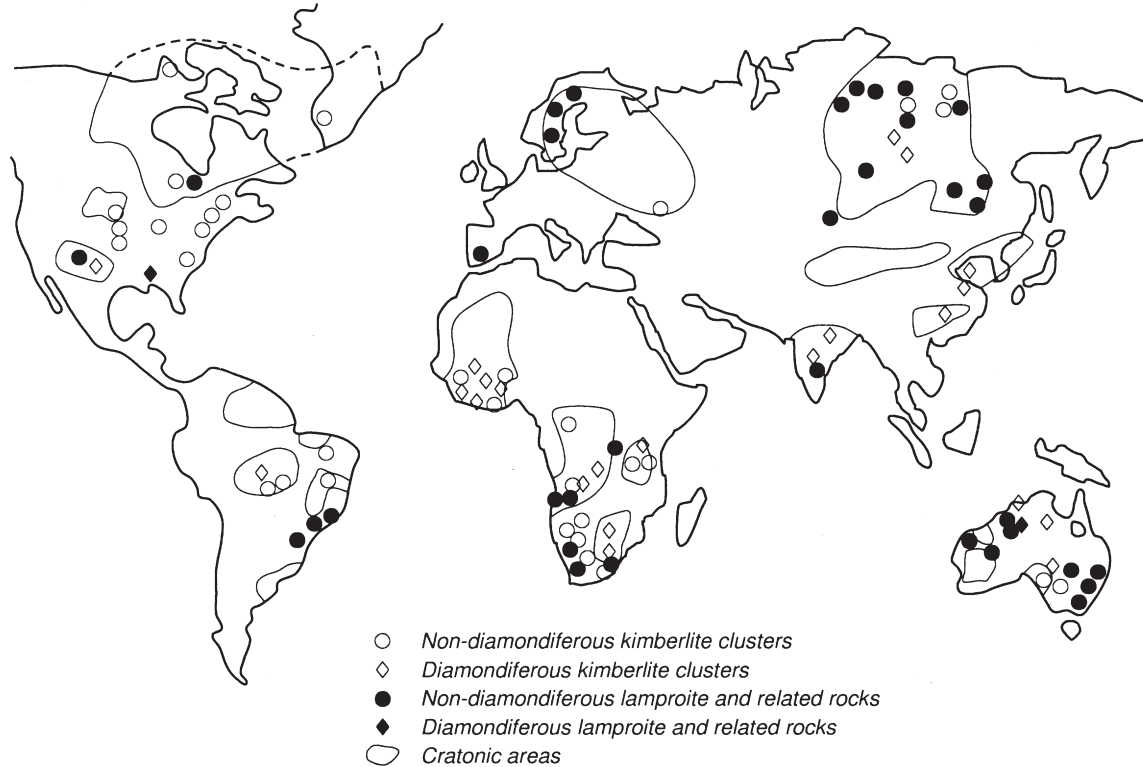 Non-diamondiferous kimberlite clusters
Diamondiferous kimberlite clusters
Non-diamondiferous lamproite and related rocks
Diamondiferous lamproite and related rocks
Cratonic areas